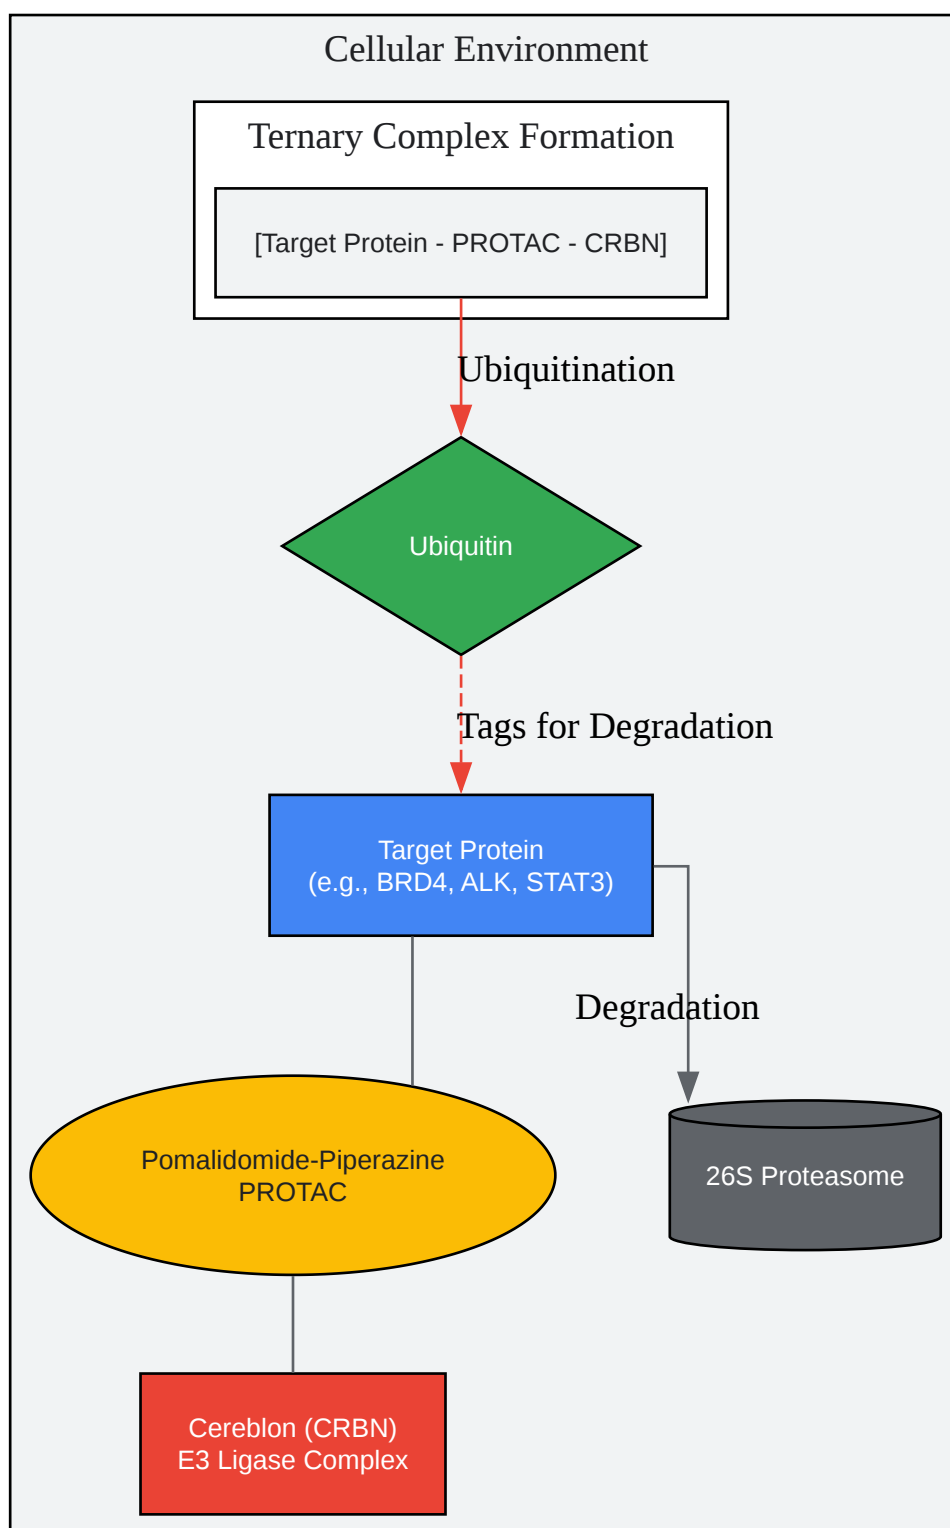 Cellular Environment
Ternary Complex Formation
[Target Protein - PROTAC - CRBN]
Ubiquitination
Ubiquitin
Tags for Degradation
Target Protein
(e.g., BRD4, ALK, STAT3)
Degradation
Pomalidomide-Piperazine
PROTAC
26S Proteasome
Cereblon (CRBN)
E3 Ligase Complex